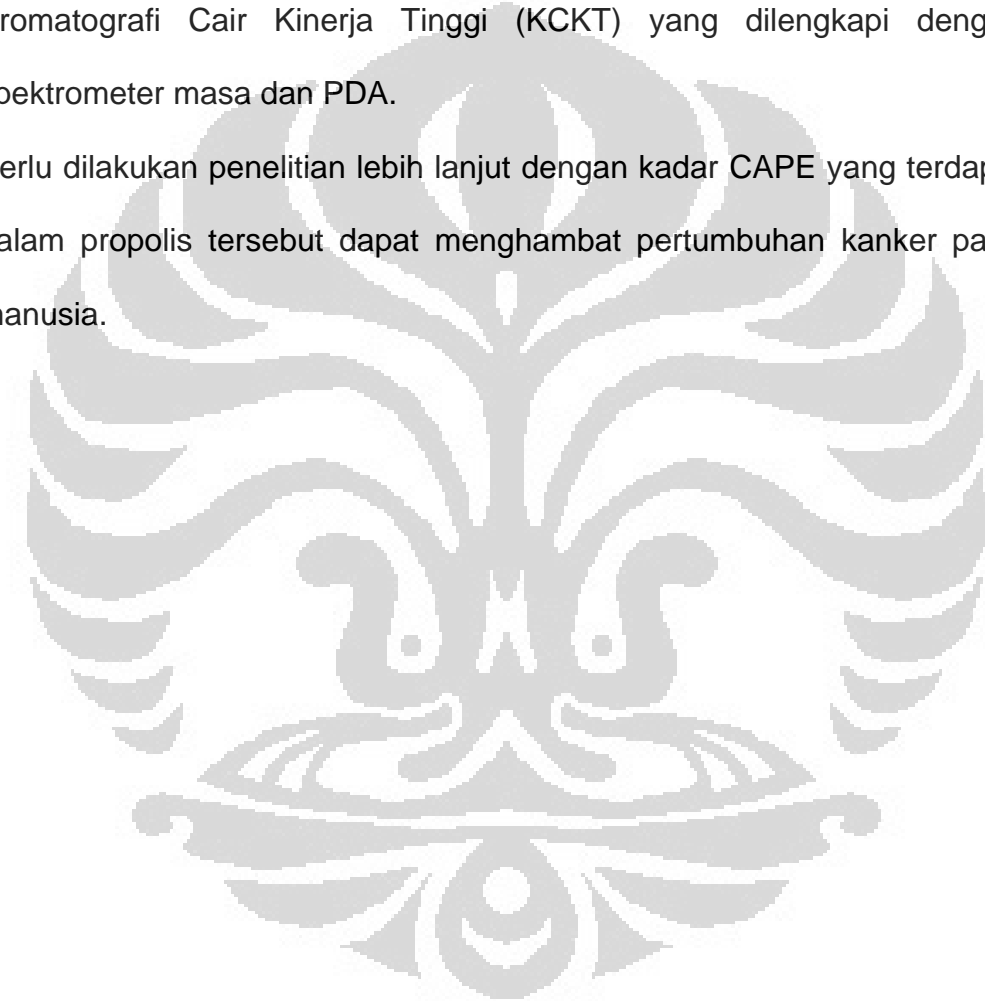 romatografi Cair Kinerja Tinggi (KCKT) yang dilengkapi deng
pektrometer masa dan PDA.
erlu dilakukan penelitian lebih lanjut dengan kadar CAPE yang terdap
alam propolis tersebut dapat menghambat pertumbuhan kanker pa
nanusia.